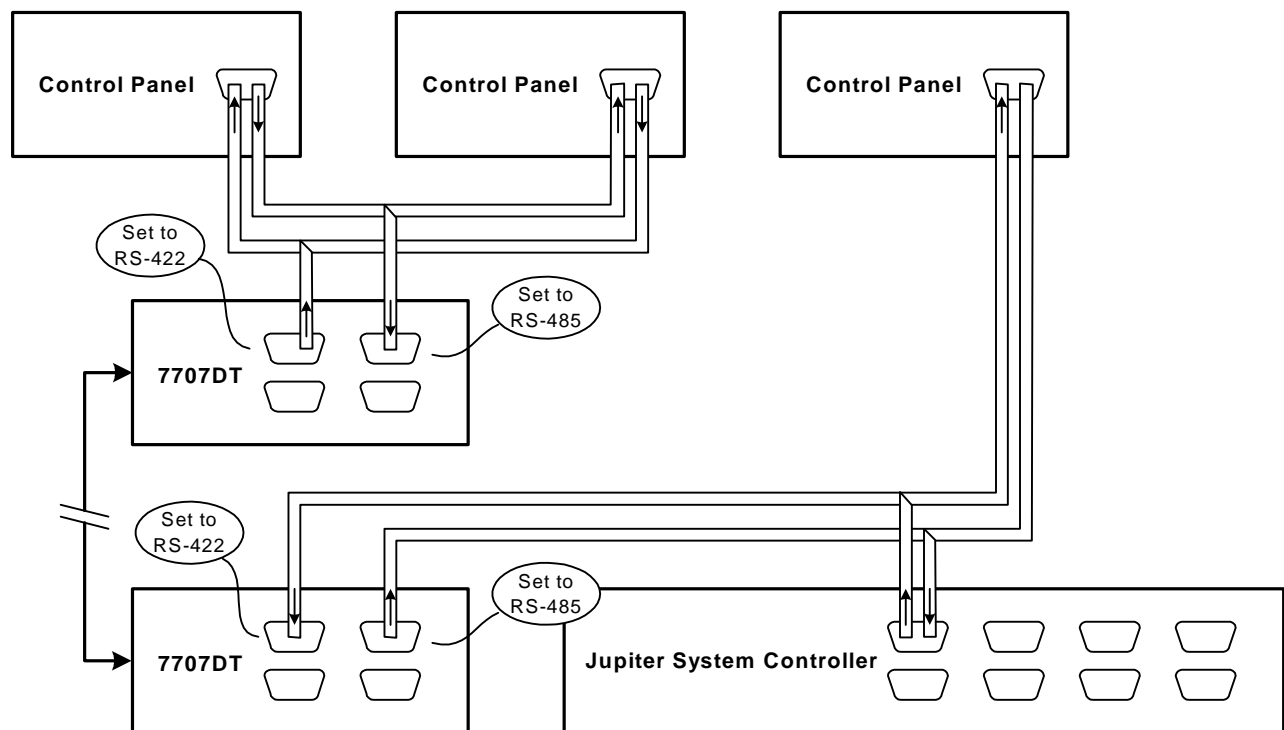 Control Panel
Control Panel
Control Panel
Set to
RS-422
Set to
RS-485
7707DT
Set to
RS-422
Set to
RS-485
7707DT
Jupiter System Controller